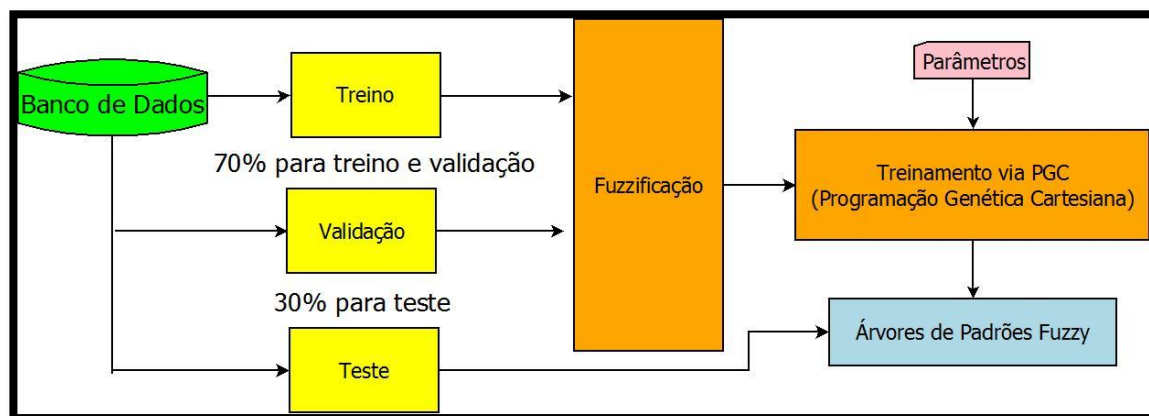 Banco de Dados
Treino
70% para treino e validação
Validação
30% para teste
Teste
Fuzzificação
Parâmetros
Treinamento via PGC
(Programação Genética Cartesiana)
Árvores de Padrões Fuzzy